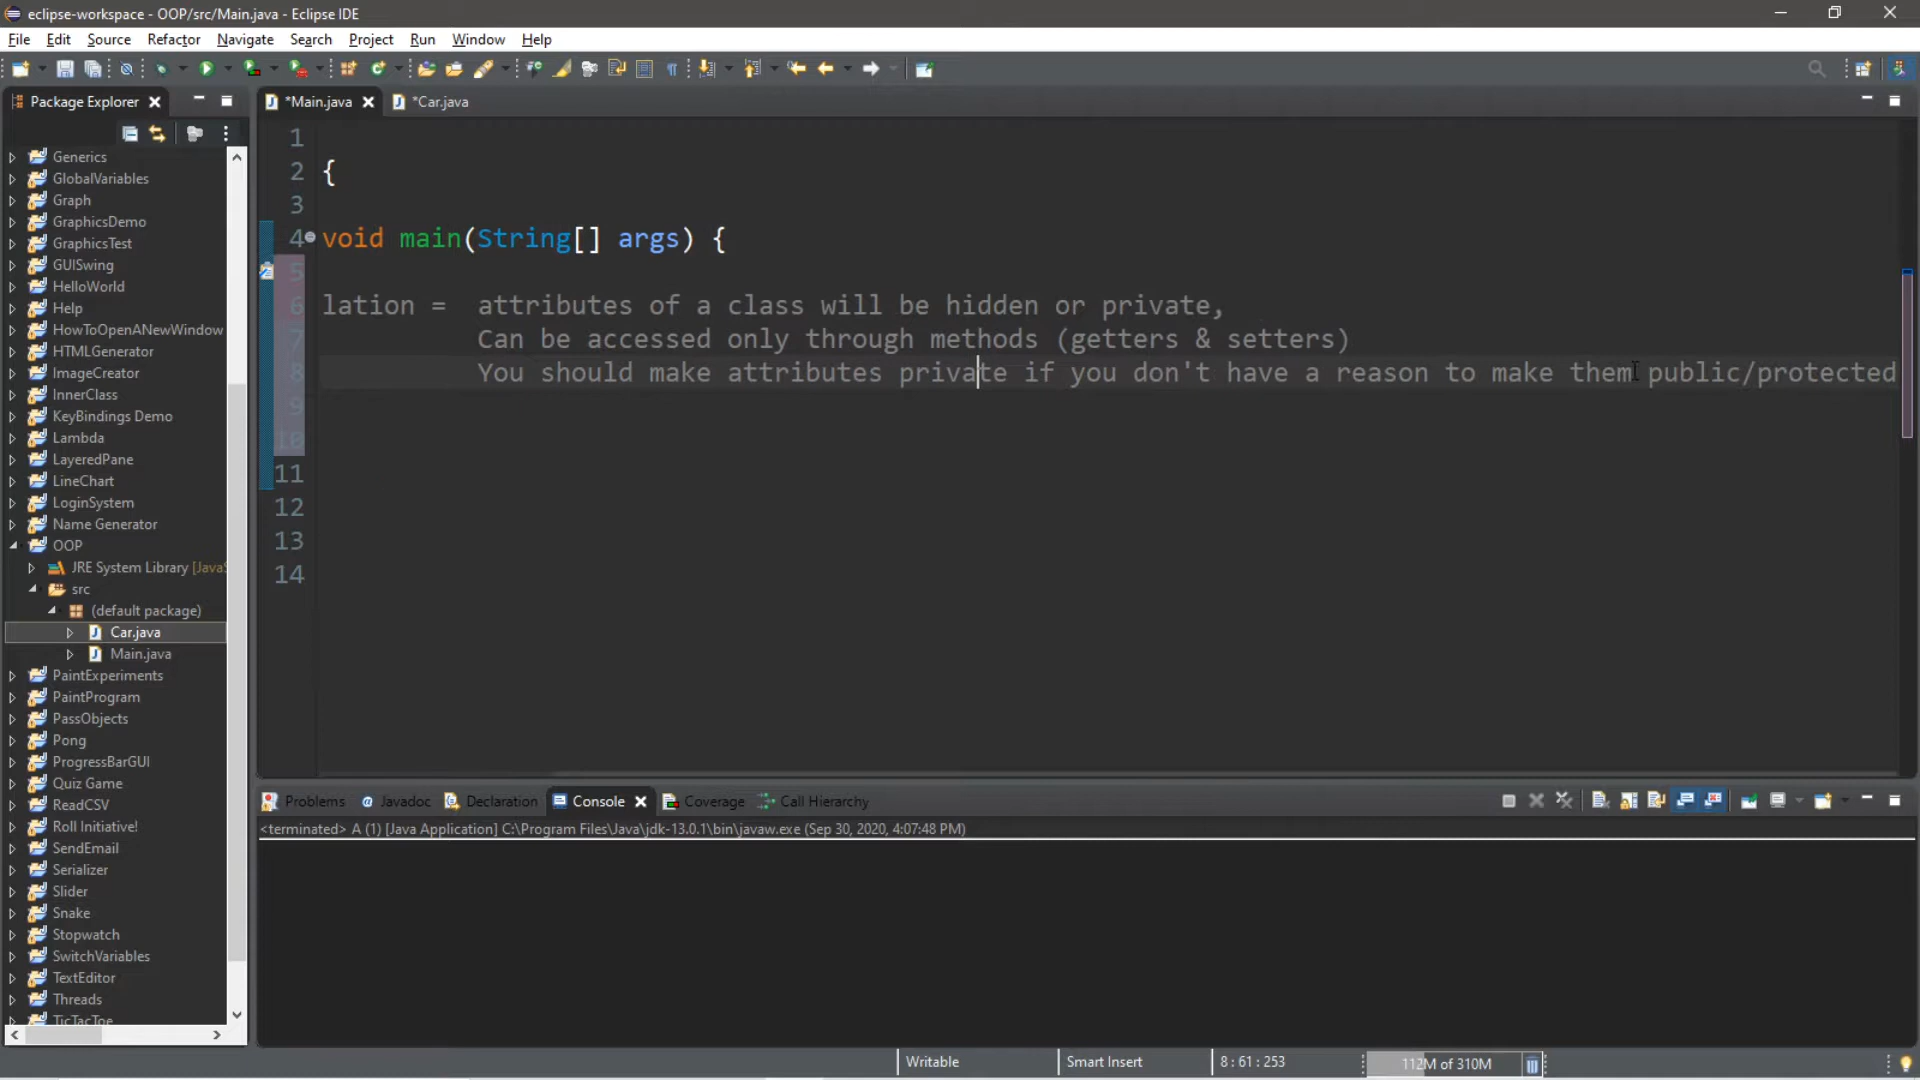 eclipse-workspace - OOP/src/Main.java - Eclipse IDE
File Edit Source Refactor Navigate Search Project Run Window Help
Package Explorer
*Main.java
*Car.java
Generics
GlobalVariables
Graph
GraphicsDemo
GraphicsTest
GUISwing
HelloWorld
Help
HowToOpenANewWindow
HTMLGenerator
ImageCreator
InnerClass
KeyBindings Demo
Lambda
LayeredPane
LineChart
LoginSystem
Name Generator
OOP
JRE System Library [JavaS
src
(default package)
Car.java
Main.java
PaintExperiments
PaintProgram
PassObjects
Pong
ProgressBarGUI
Quiz Game
ReadCSV
Roll Initiative!
SendEmail
Serializer
Slider
Snake
Stopwatch
SwitchVariables
TextEditor
Threads
TicTacToe
1
2 {
3
4 void main(String[] args) {
5
6 lation = attributes of a class will be hidden or private,
7 Can be accessed only through methods (getters & setters)
8 You should make attributes private if you don't have a reason to make them public/protected
9
10
11
12
13
14
Problems Javadoc Declaration Console Coverage Call Hierarchy
<terminated> A (1) [Java Application] C:\Program Files\Java\jdk-13.0.1\bin\javaw.exe (Sep 30, 2020, 4:07:48 PM)
Writable Smart Insert 8 : 61 : 253 112M of 310M